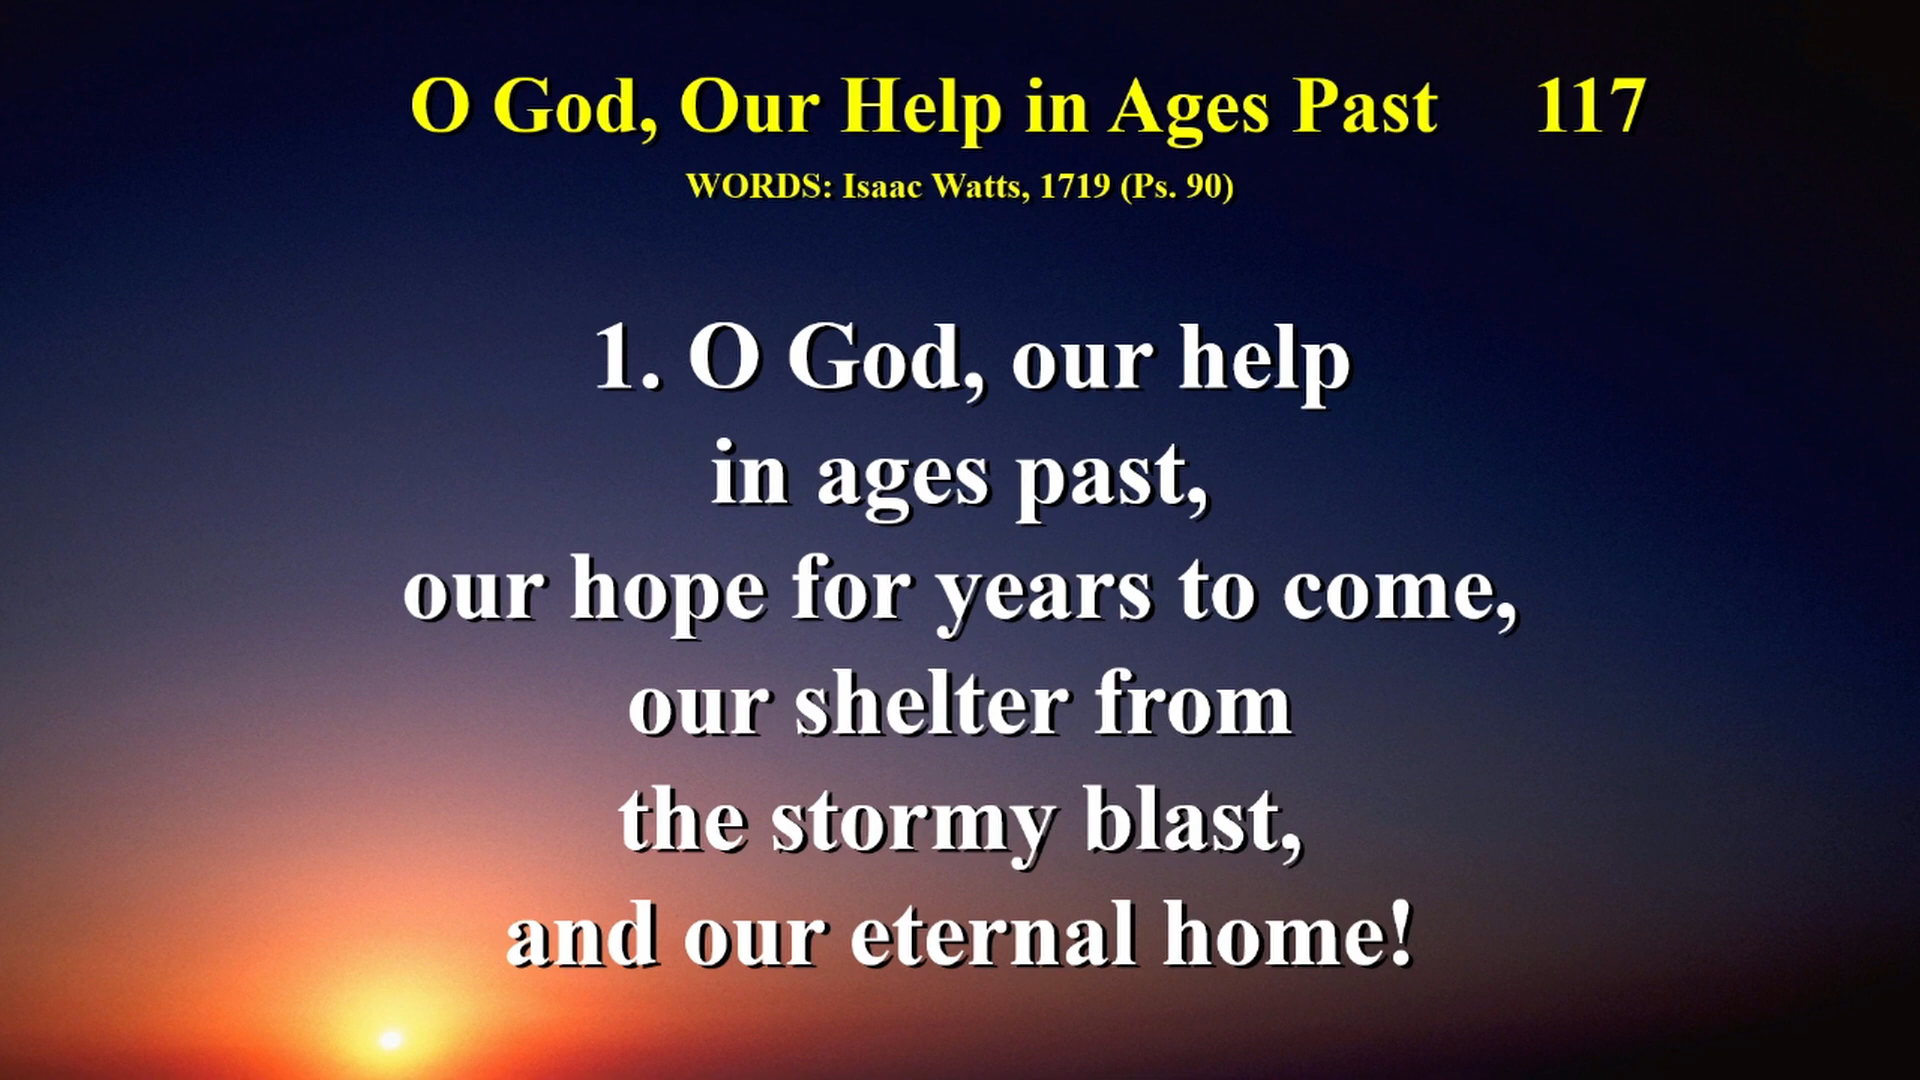 O God, Our Help in Ages Past 117
WORDS: Isaac Watts, 1719 (Ps. 90)
1. O God, our help
in ages past,
our hope for years to come,
our shelter from
the stormy blast,
and our eternal home!